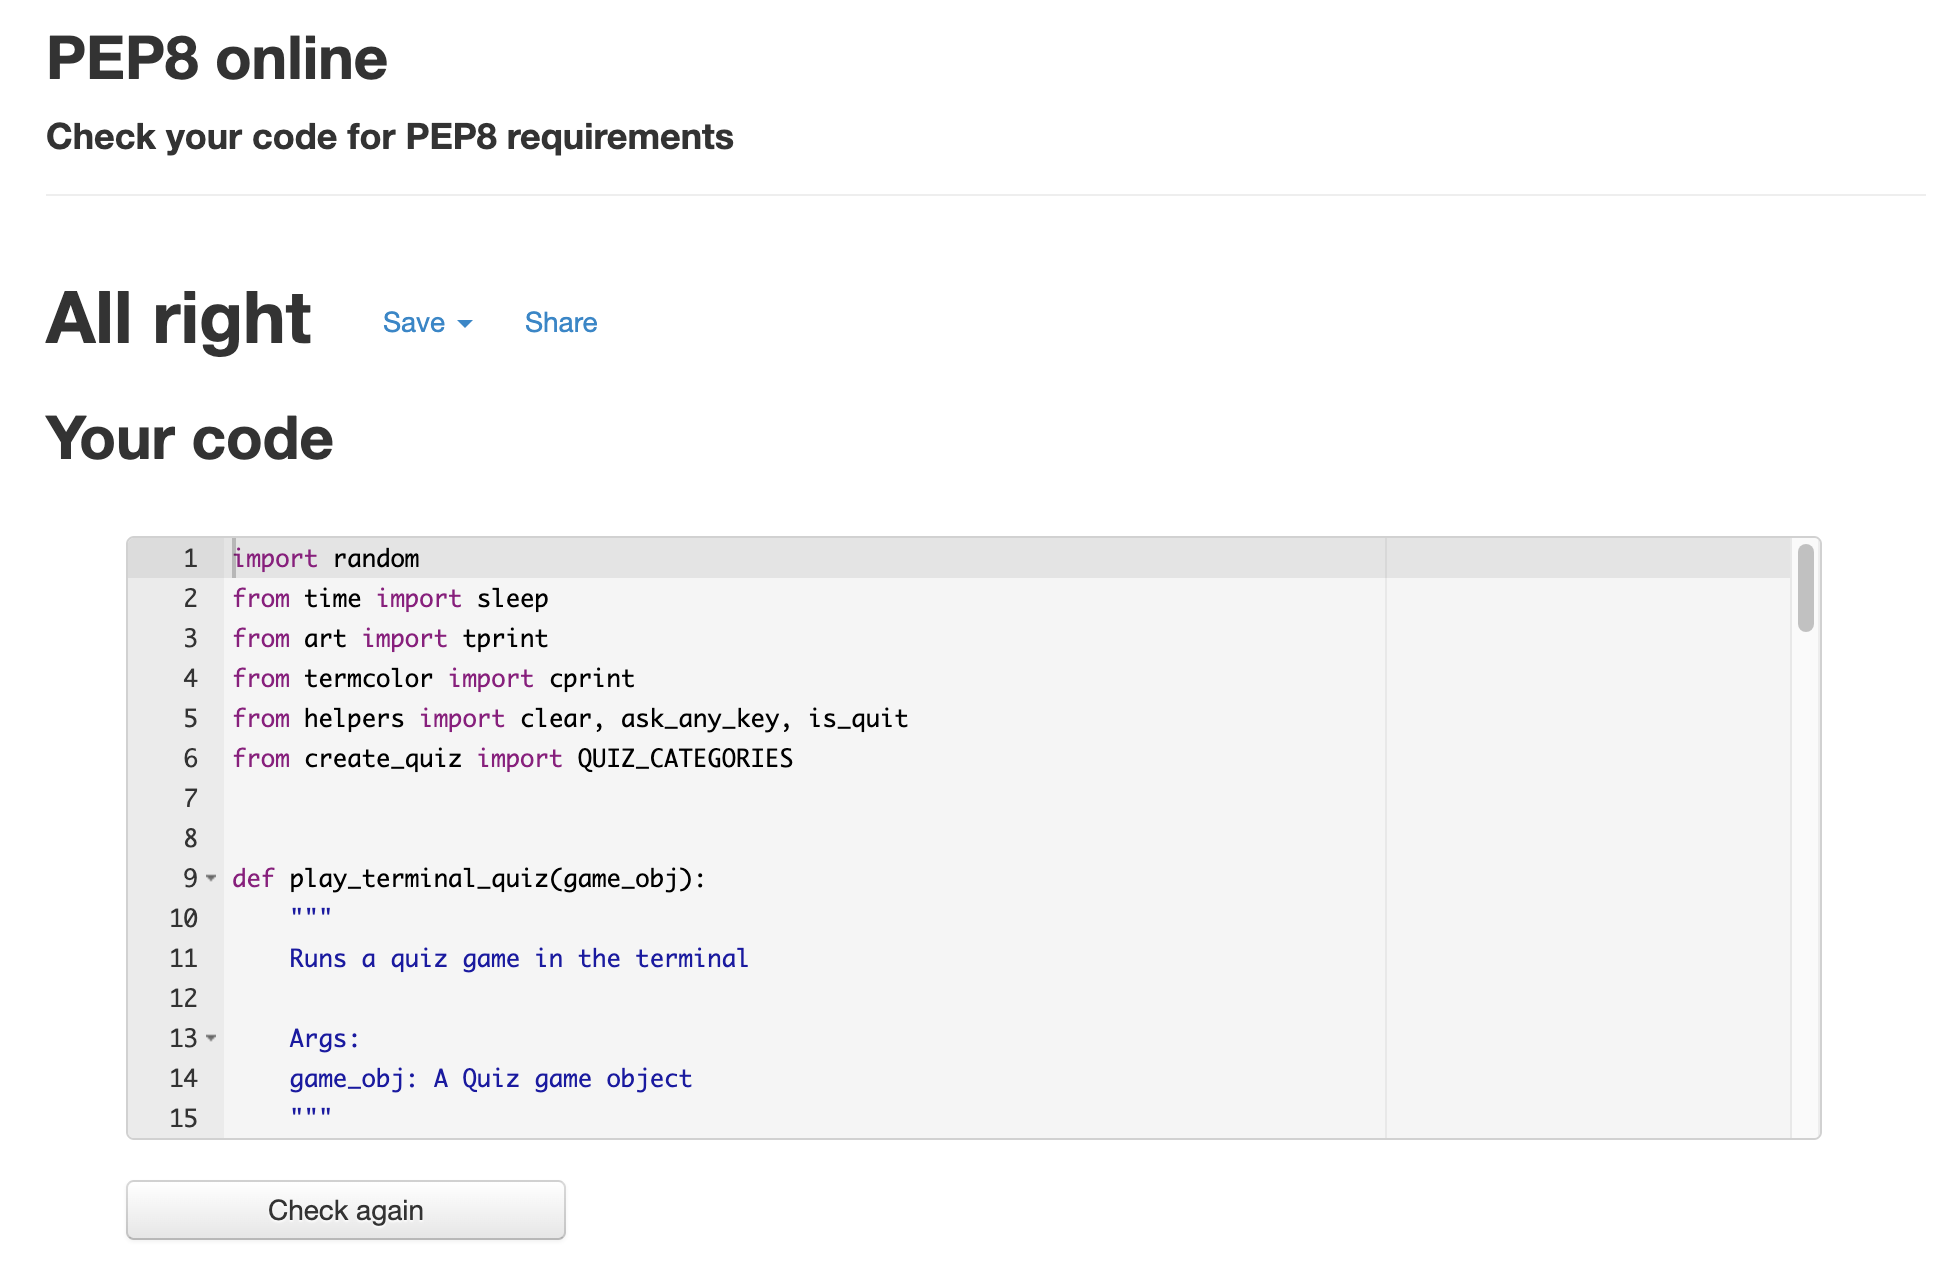 PEP8 online
Check your code for PEP8 requirements
All right Save Share
Your code
1 import random
2 from time import sleep
3 from art import tprint
4 from termcolor import cprint
5 from helpers import clear, ask_any_key, is_quit
6 from create_quiz import QUIZ_CATEGORIES
7
8
9 def play_terminal_quiz(game_obj):
10     """
11     Runs a quiz game in the terminal
12
13     Args:
14     game_obj: A Quiz game object
15     """
Check again